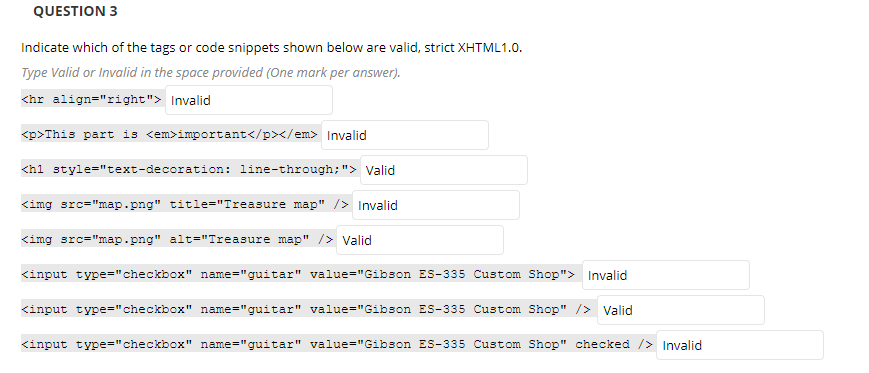 QUESTION 3
Indicate which of the tags or code snippets shown below are valid, strict XHTML1.0.
Type Valid or Invalid in the space provided (One mark per answer).
<hr align="right"> Invalid
<p>This part is <em>important</p></em> Invalid
<h1 style="text-decoration: line-through;"> Valid
<img src="map.png" title="Treasure map" /> Invalid
<img src="map.png" alt="Treasure map" /> Valid
<input type="checkbox" name="guitar" value="Gibson ES-335 Custom Shop"> Invalid
<input type="checkbox" name="guitar" value="Gibson ES-335 Custom Shop" /> Valid
<input type="checkbox" name="guitar" value="Gibson ES-335 Custom Shop" checked /> Invalid